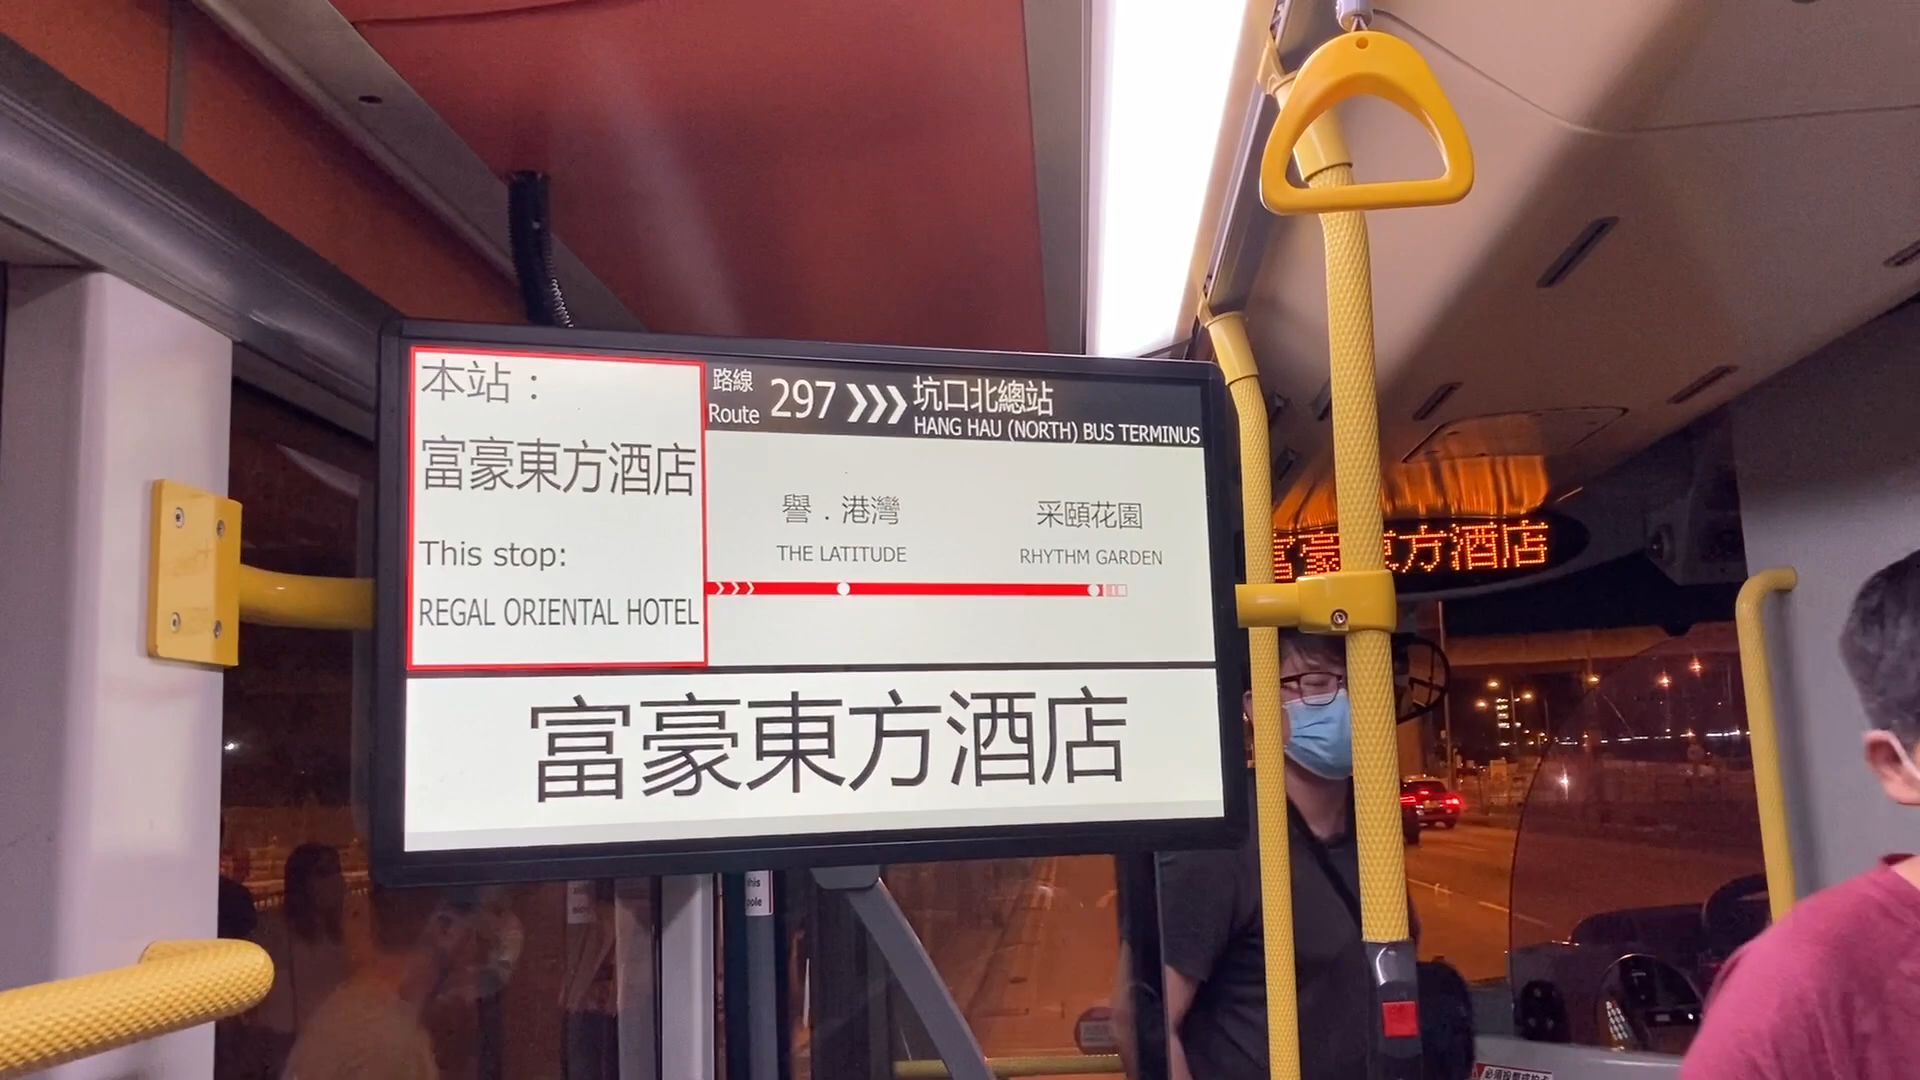 本站：
富豪東方酒店
This stop:
REGAL ORIENTAL HOTEL
路線
Route
297
坑口北總站
HANG HAU (NORTH) BUS TERMINUS
譽．港灣
THE LATITUDE
采頤花園
RHYTHM GARDEN
富豪東方酒店
富豪東方酒店
this
pole